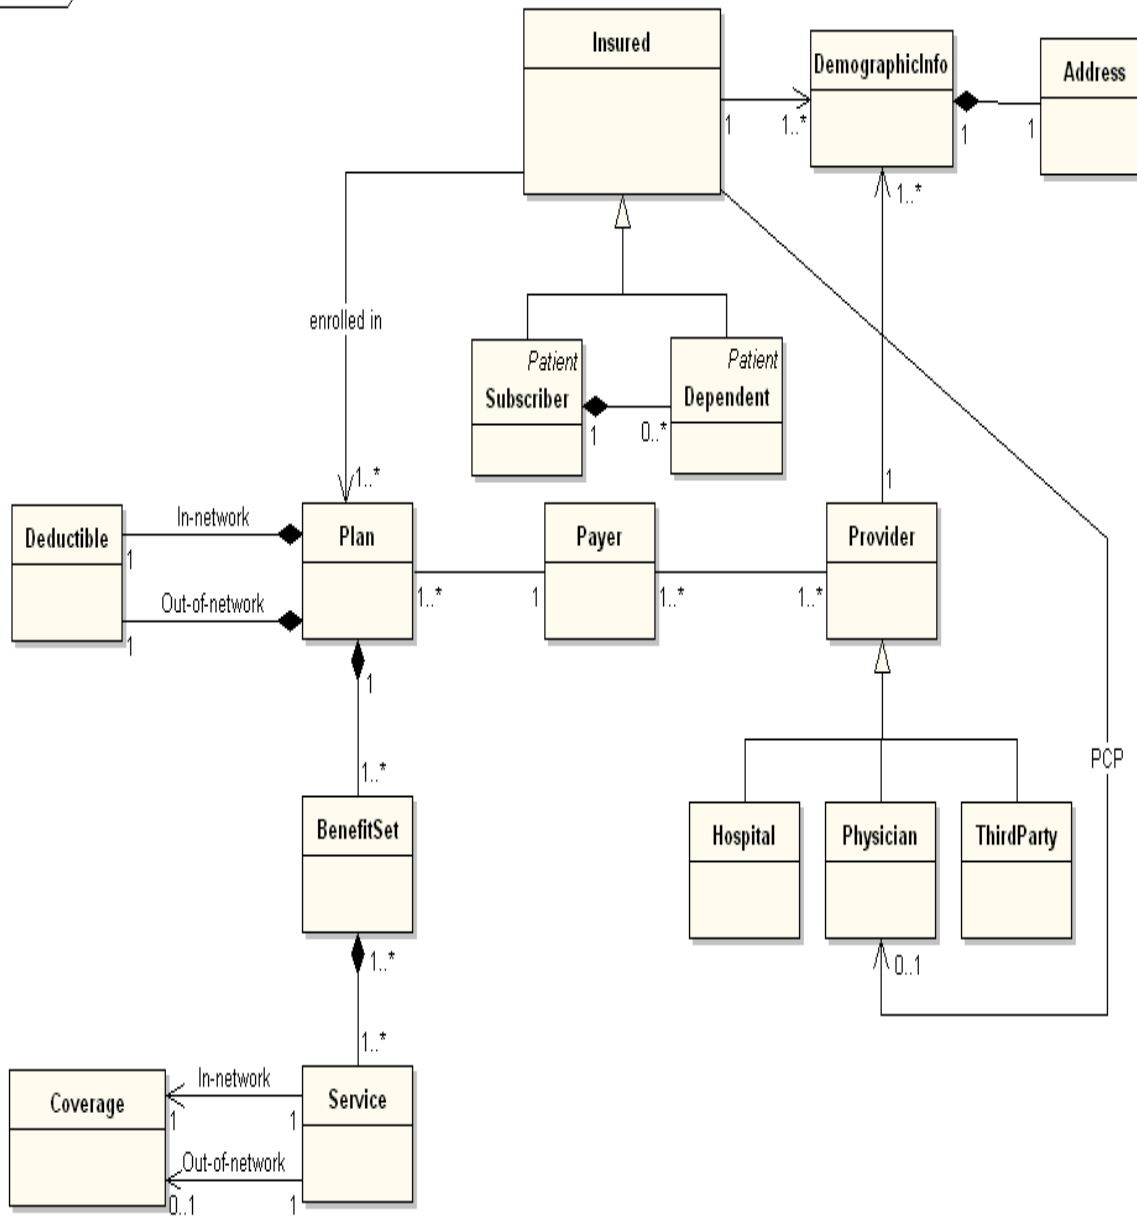 Insured
DemographicInfo
Address
1
1..*
1
1
1..*
enrolled in
Patient
Subscriber
Patient
Dependent
1
0..*
1..*
1
Deductible
In-network
1
Out-of-network
1
Plan
Payer
Provider
1..*
1
1..*
1..*
1
1..*
PCP
BenefitSet
Hospital
Physician
ThirdParty
1..*
0..1
1..*
Coverage
In-network
1
1
Service
Out-of-network
0..1
1